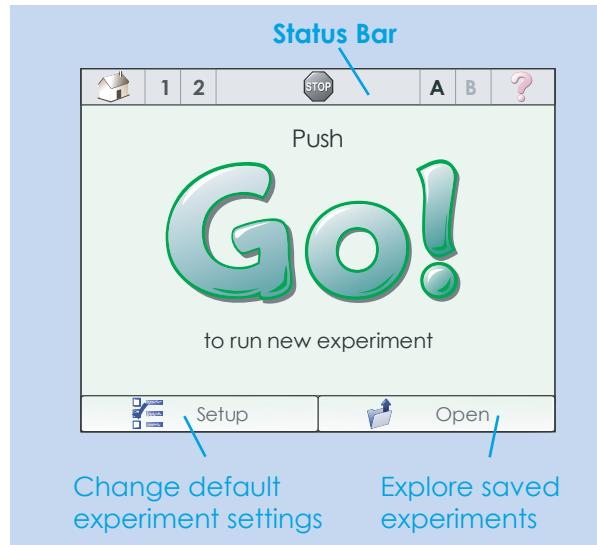 Status Bar
1 2 STOP A B ?
Push
Go!
to run new experiment
Setup Open
Change default Explore saved
experiment settings experiments